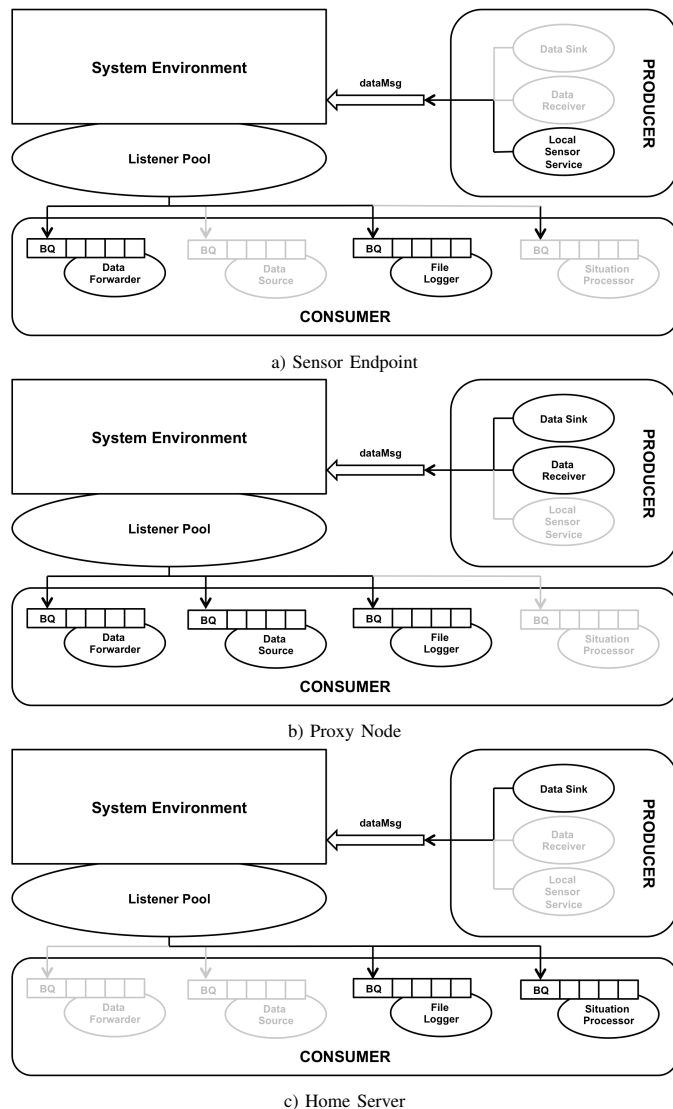 System Environment
dataMsg
Data Sink
Data
Receiver
Local
Sensor
Service
PRODUCER
Listener Pool
BQ
Data
Forwarder
BQ
Data
Source
BQ
File
Logger
BQ
Situation
Processor
CONSUMER
a) Sensor Endpoint
System Environment
dataMsg
Data Sink
Data
Receiver
Local
Sensor
Service
PRODUCER
Listener Pool
BQ
Data
Forwarder
BQ
Data
Source
BQ
File
Logger
BQ
Situation
Processor
CONSUMER
b) Proxy Node
System Environment
dataMsg
Data Sink
Data
Receiver
Local
Sensor
Service
PRODUCER
Listener Pool
BQ
Data
Forwarder
BQ
Data
Source
BQ
File
Logger
BQ
Situation
Processor
CONSUMER
c) Home Server